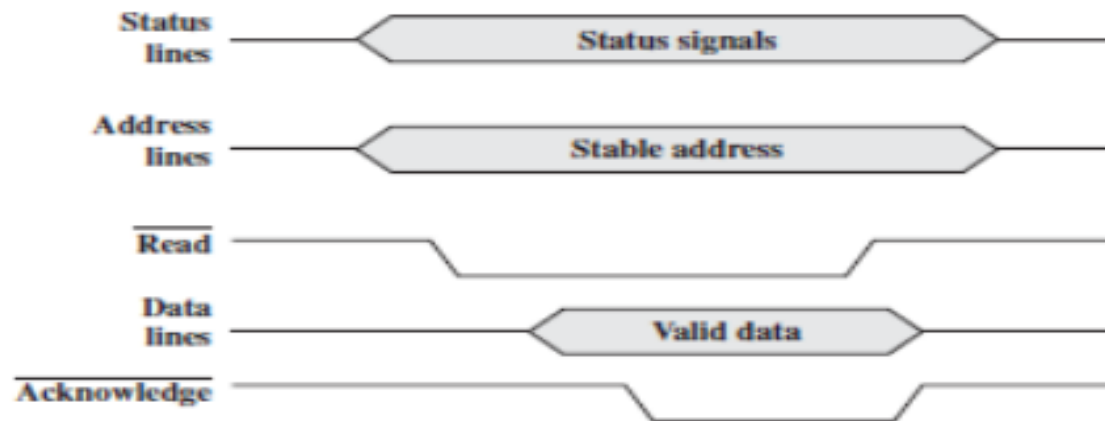 Status
lines
Status signals
Address
lines
Stable address
Read
Data
lines
Valid data
Acknowledge